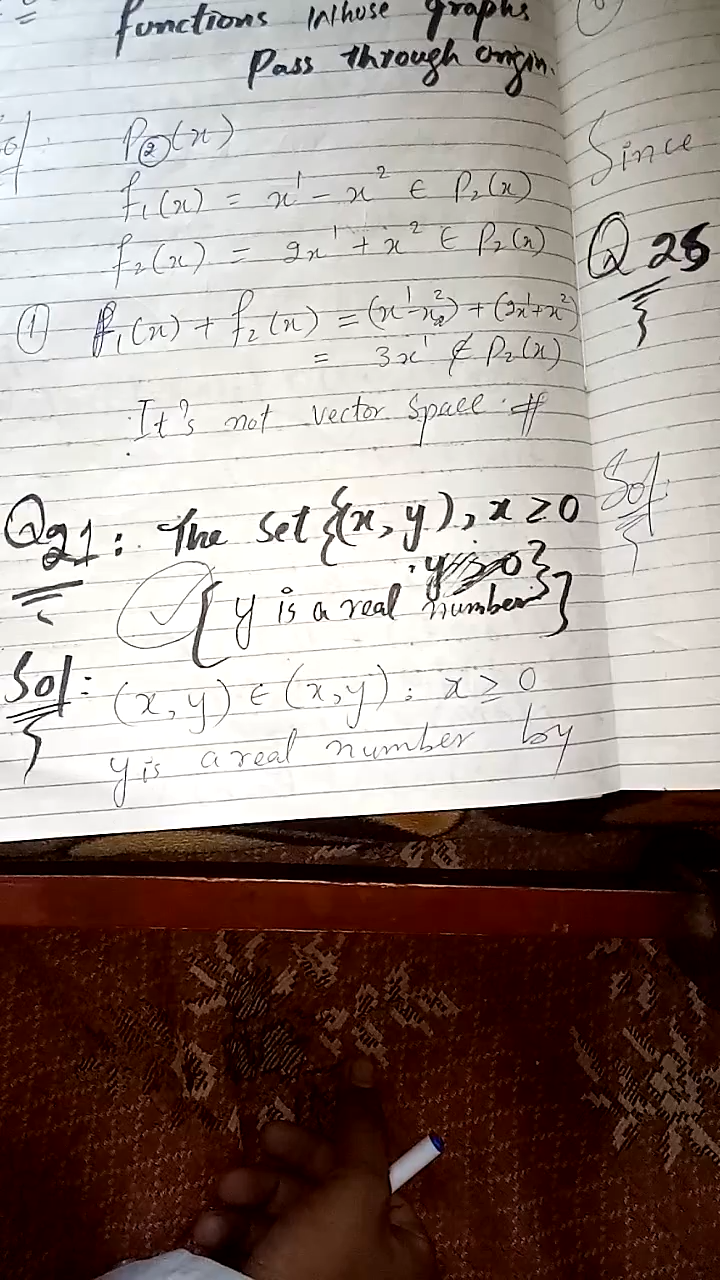 functions whose graphs
Pass through origin.
P②(x)
f₁(x) = x¹ - x² ∈ P₂(x)
f₂(x) = 2x¹ + x² ∈ P₂(x)
① f₁(x) + f₂(x) = (x¹-x²) + (2x¹+x²)
= 3x¹ ∉ P₂(x)
It's not vector space. #
Q21: The set {(x, y), x ≥ 0
[y is a real number}]
Sol: (x, y) ∈ (x, y): x ≥ 0
y is a real number by
Since
Q 25
Sol: